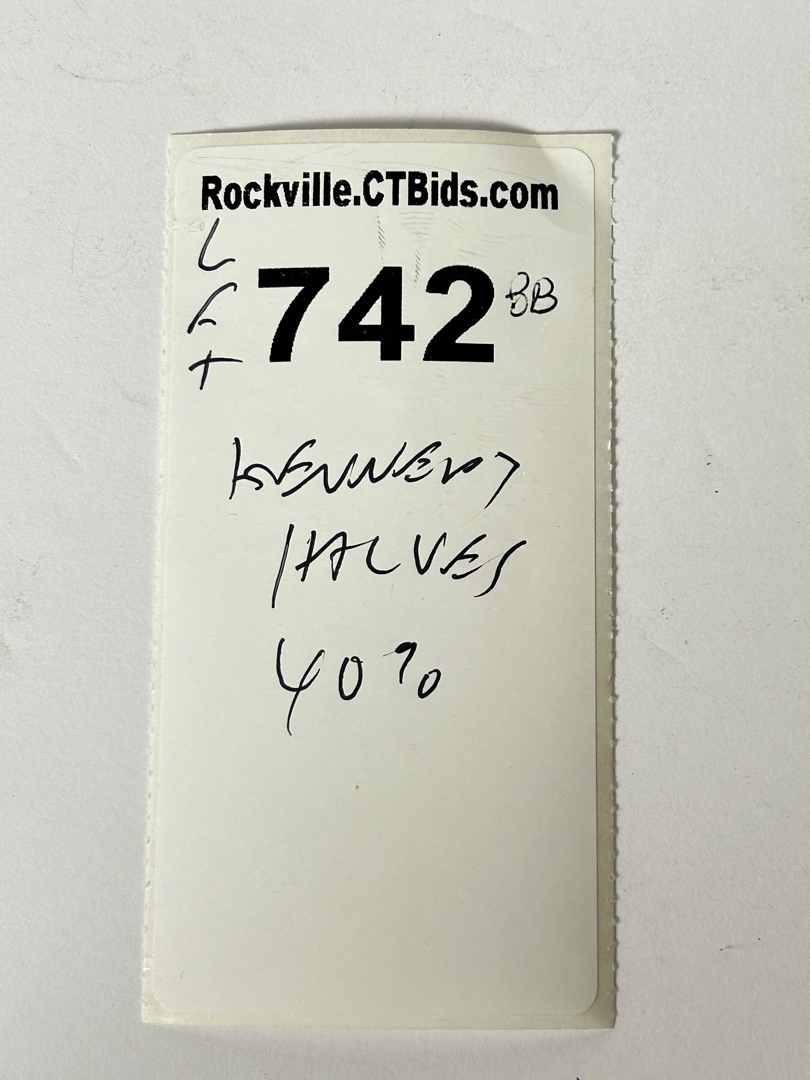 Rockville.CTBids.com
742 BB
KENNEDY
HALVES
40%